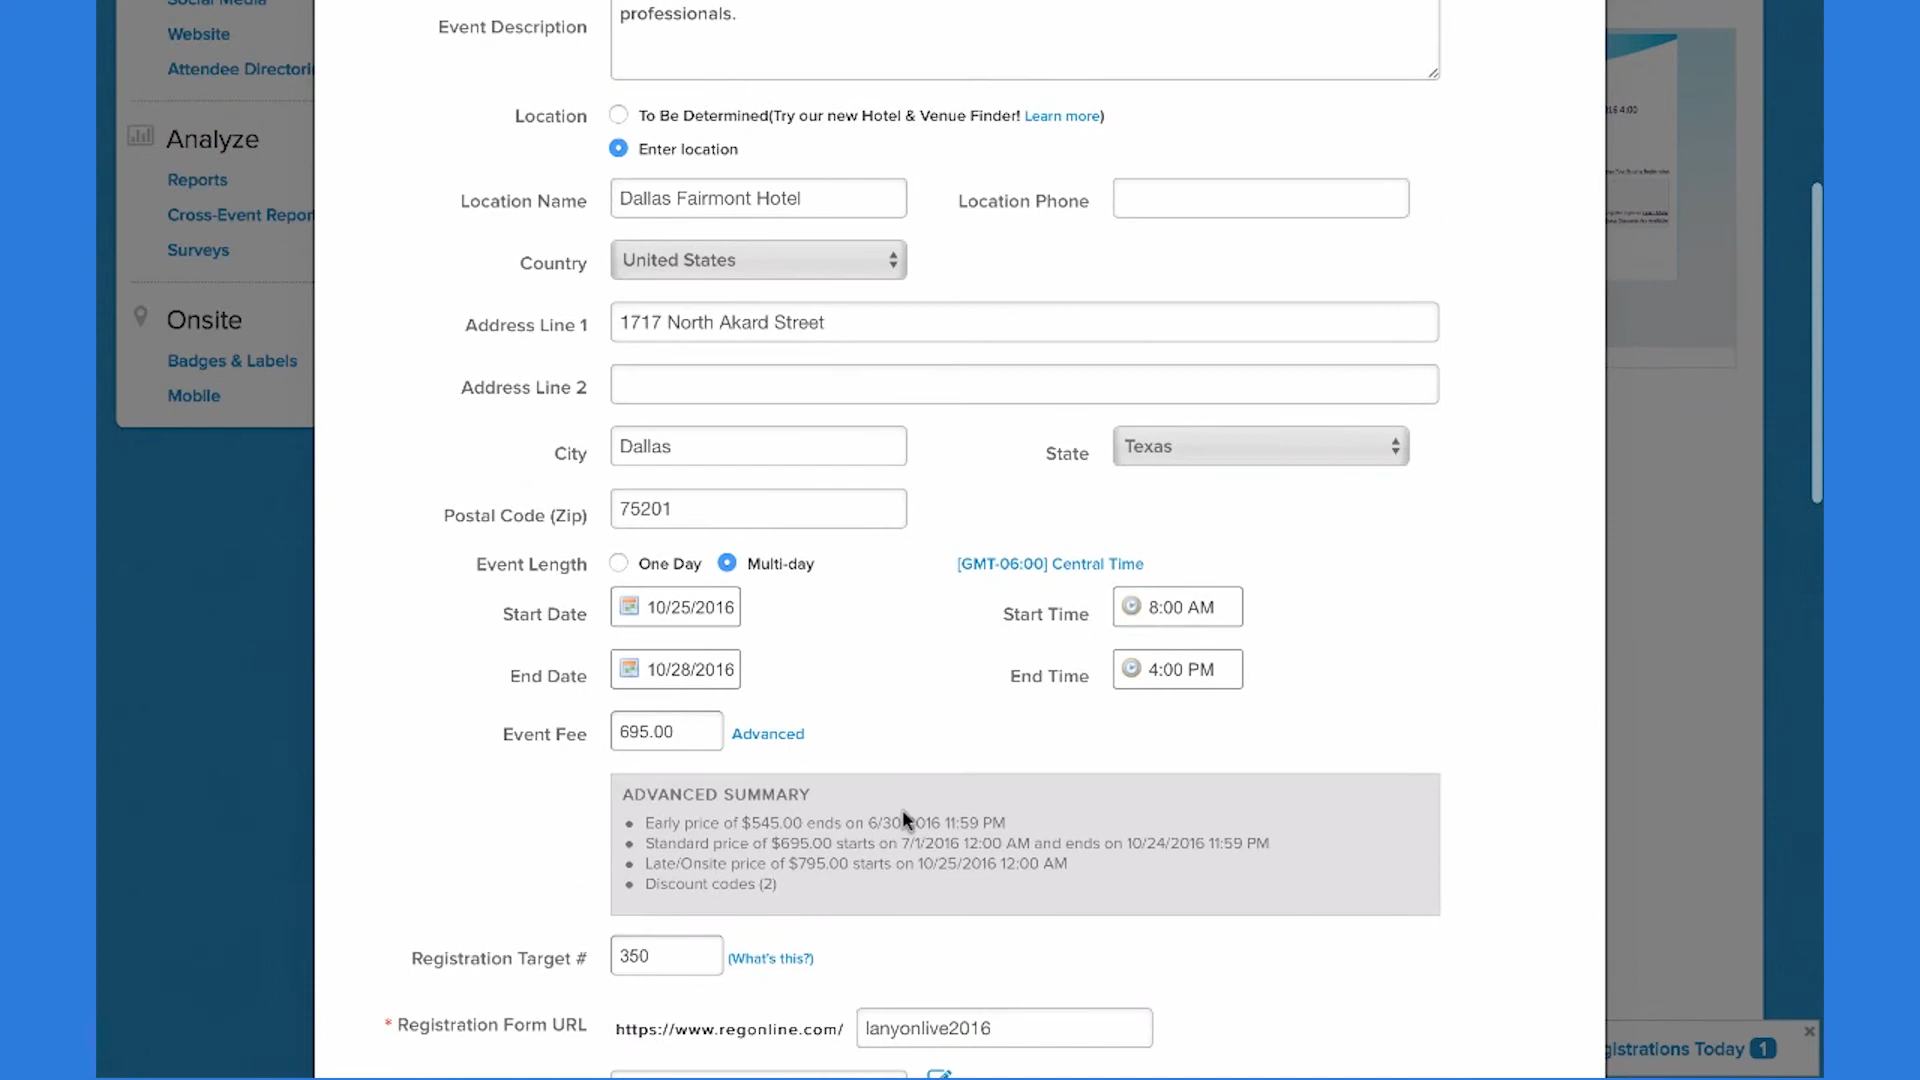 Social Media
professionals.
Event Description
Website
Attendee Directori
Location
To Be Determined(Try our new Hotel & Venue Finder! Learn more)
Enter location
Analyze
Reports
Cross-Event Repor
Surveys
Location Name
Dallas Fairmont Hotel
Location Phone
Country
United States
Onsite
Badges & Labels
Mobile
Address Line 1
1717 North Akard Street
Address Line 2
City
Dallas
State
Texas
Postal Code (Zip)
75201
Event Length
One Day
Multi-day
[GMT-06:00] Central Time
Start Date
10/25/2016
Start Time
8:00 AM
End Date
10/28/2016
End Time
4:00 PM
Event Fee
695.00
Advanced
ADVANCED SUMMARY
Early price of $545.00 ends on 6/30/2016 11:59 PM
Standard price of $695.00 starts on 7/1/2016 12:00 AM and ends on 10/24/2016 11:59 PM
Late/Onsite price of $795.00 starts on 10/25/2016 12:00 AM
Discount codes (2)
Registration Target #
350
(What's this?)
* Registration Form URL
https://www.regonline.com/
lanyonlive2016
gistrations Today 1